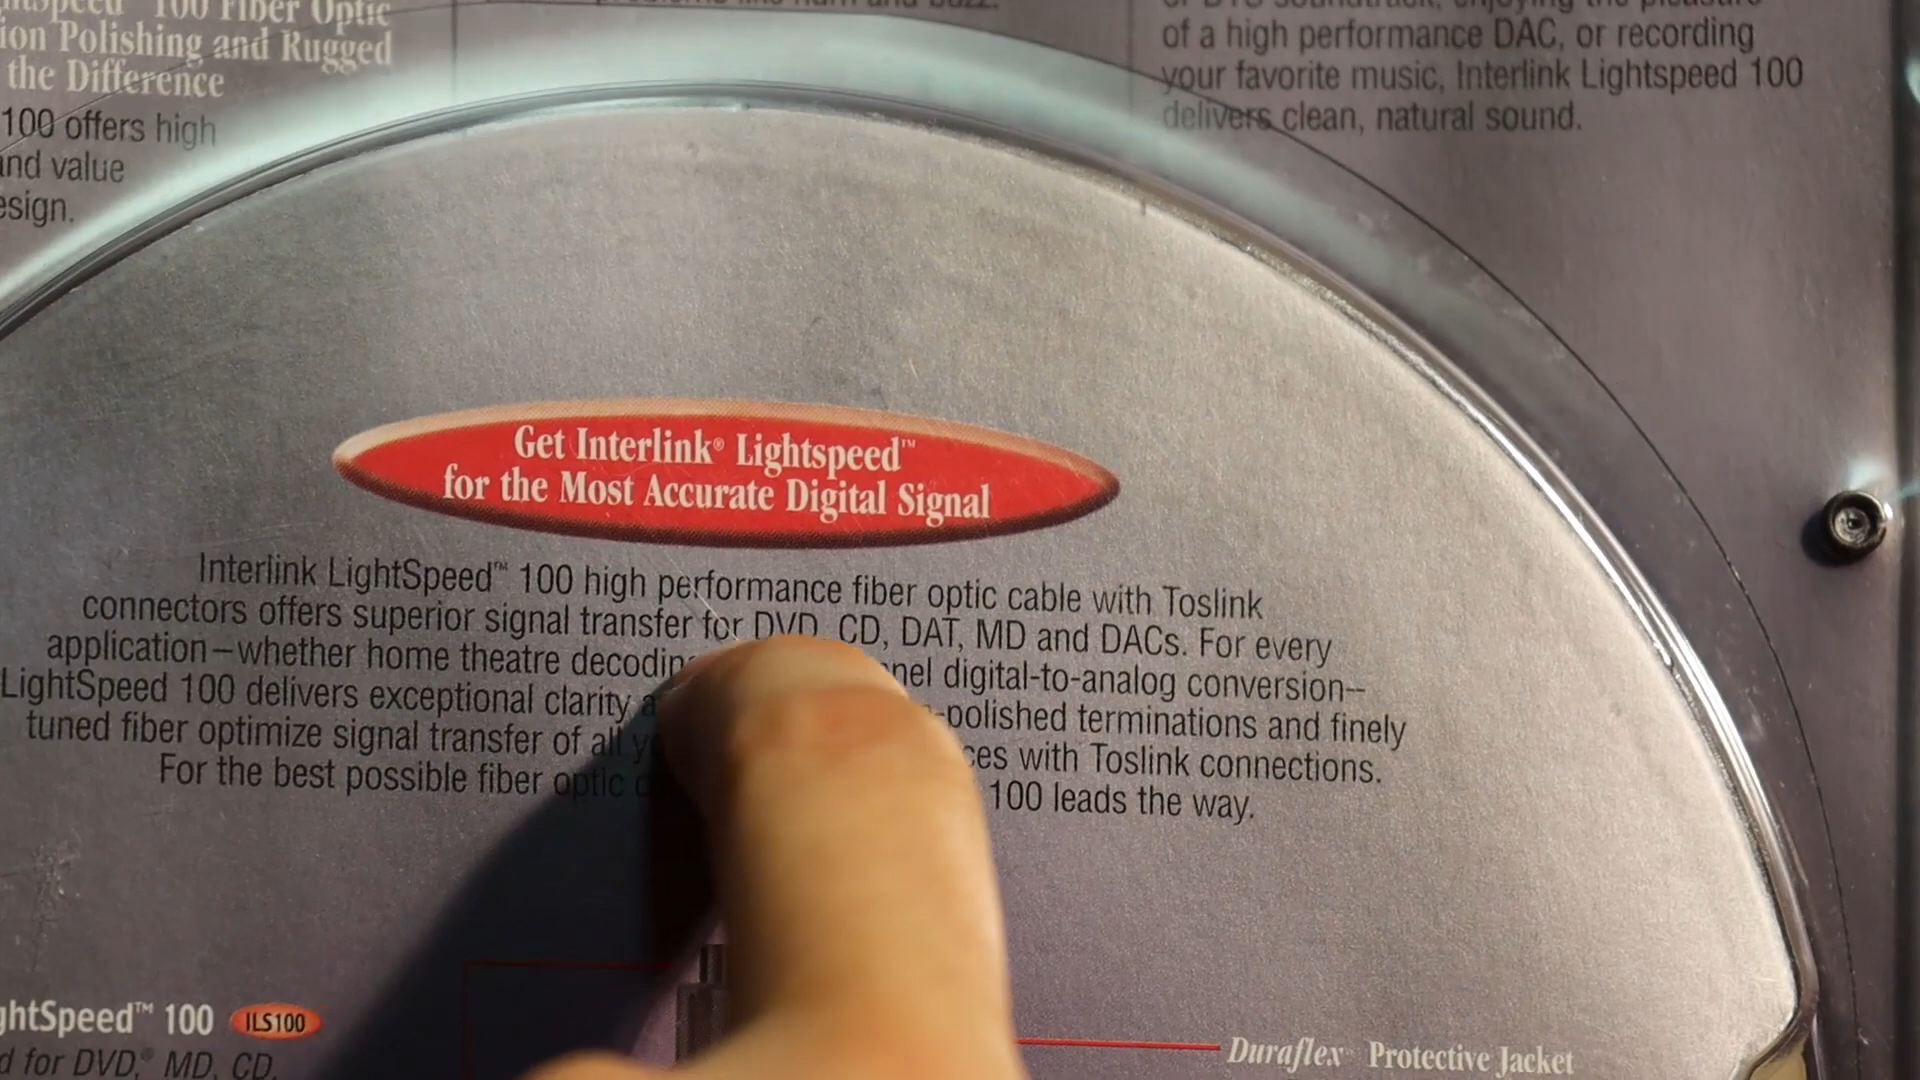 100 Fiber Optic
ion Polishing and Rugged
the Difference
100 offers high
and value
esign.
of a high performance DAC, or recording
your favorite music, Interlink Lightspeed 100
delivers clean, natural sound.
Get Interlink® Lightspeed™
for the Most Accurate Digital Signal
Interlink LightSpeed™ 100 high performance fiber optic cable with Toslink
connectors offers superior signal transfer for DVD, CD, DAT, MD and DACs. For every
application–whether home theatre decoding nel digital-to-analog conversion–
LightSpeed 100 delivers exceptional clarity a -polished terminations and finely
tuned fiber optimize signal transfer of all y ces with Toslink connections.
For the best possible fiber optic c 100 leads the way.
ghtSpeed™ 100 ILS100
d for DVD,® MD, CD,
Duraflex™ Protective Jacket